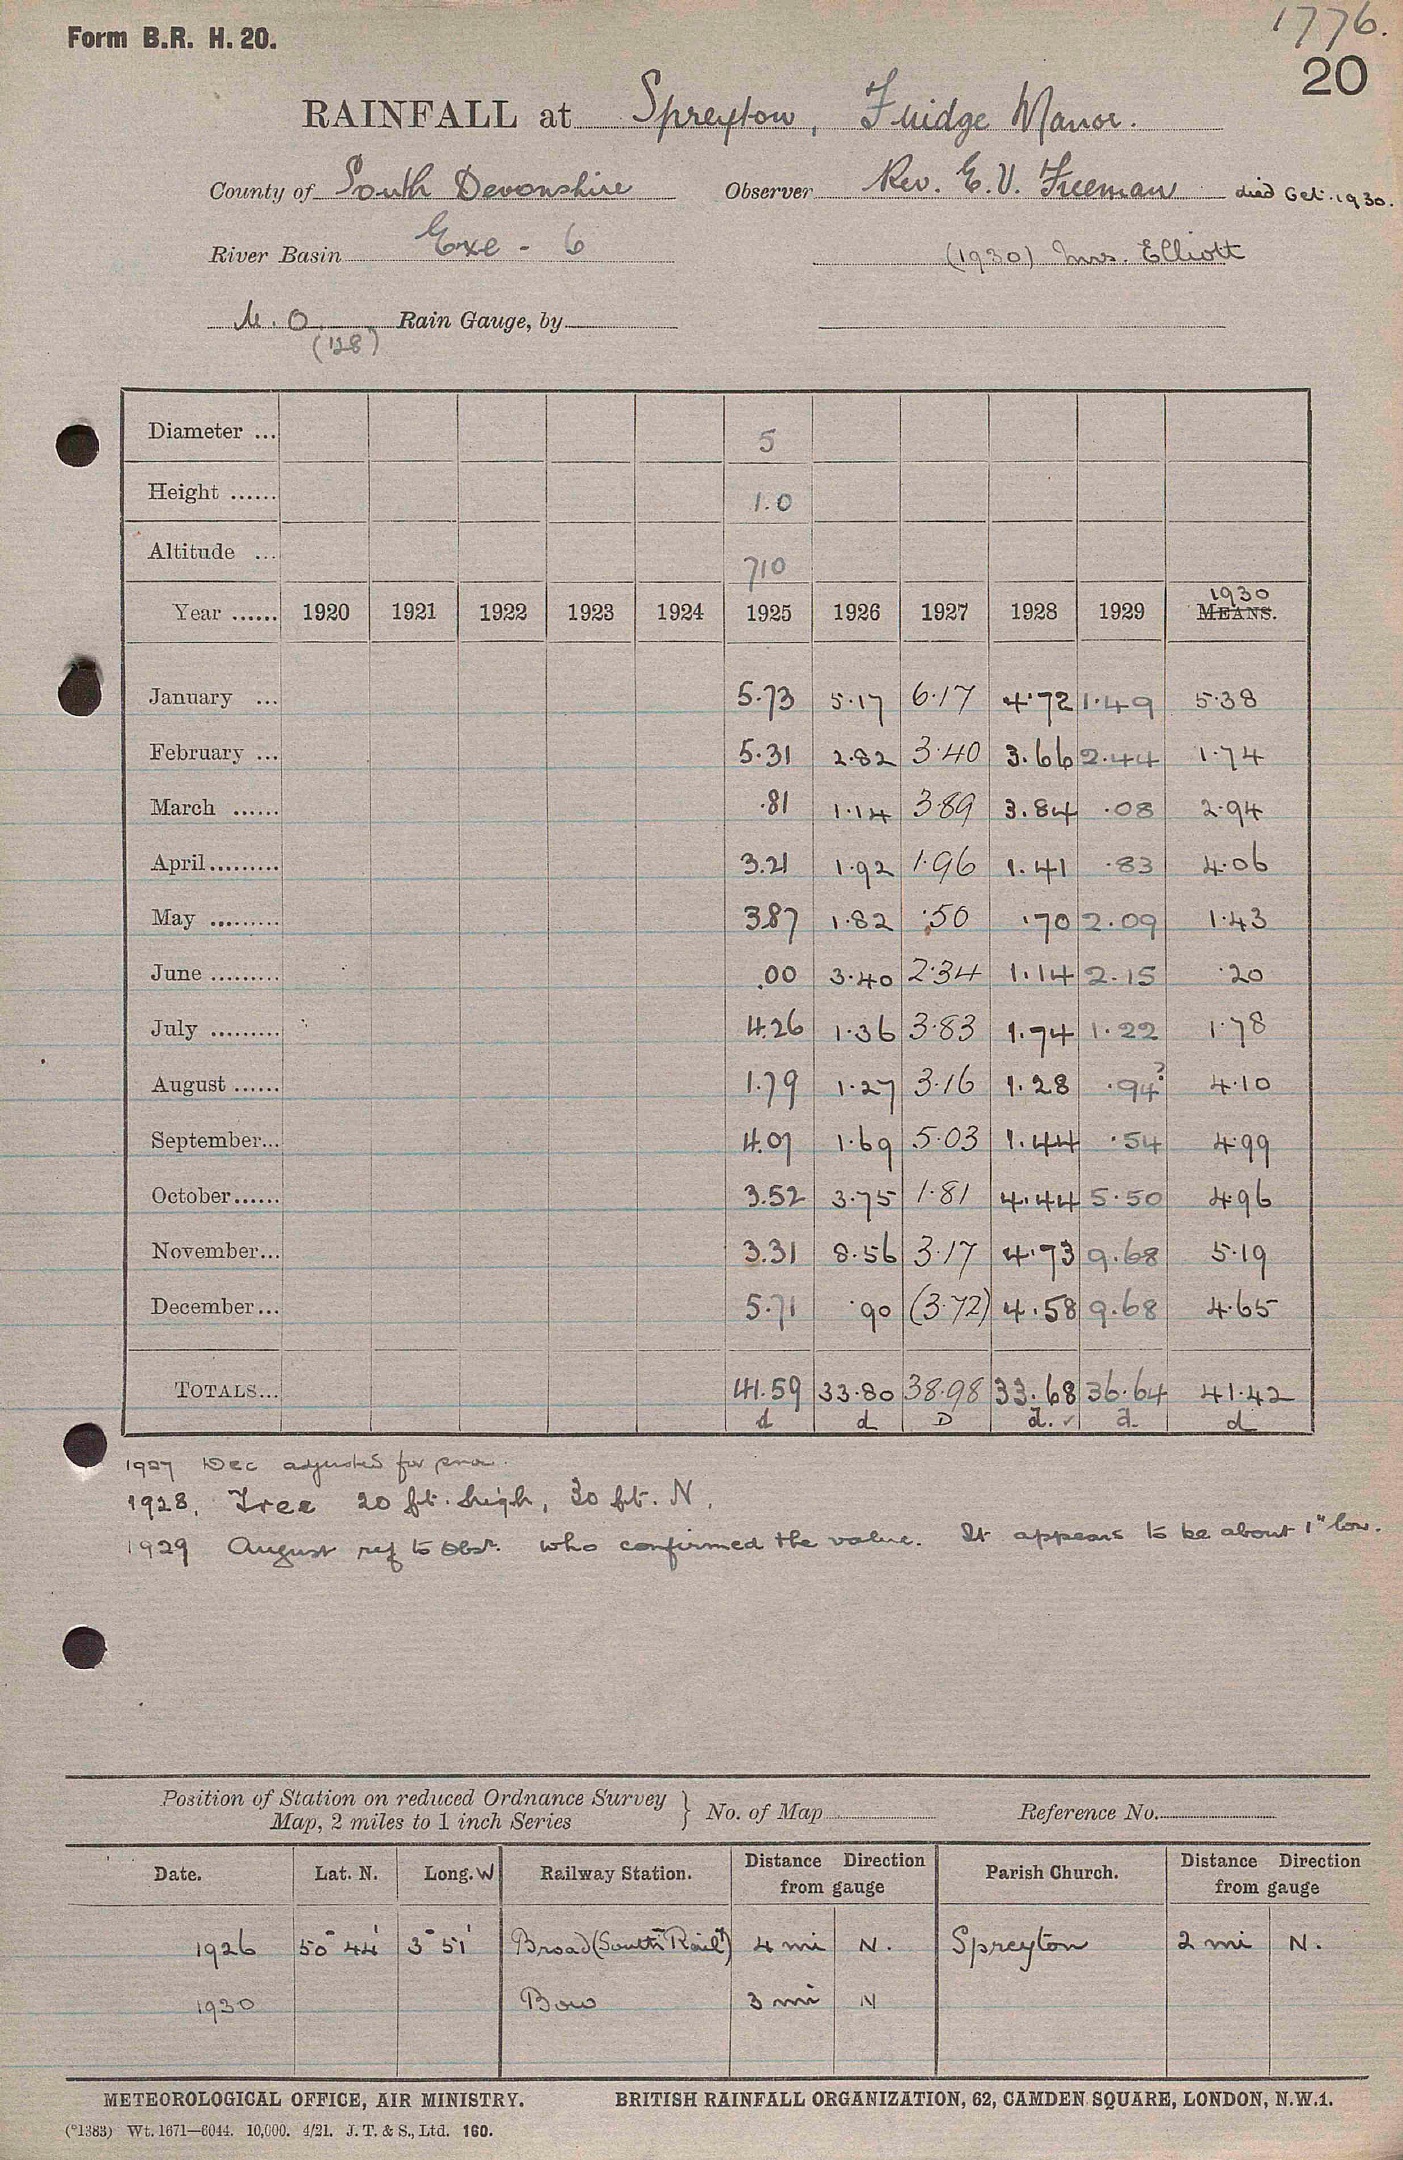 1776.
Form B.R. H. 20.
20
RAINFALL at Spreyton, Fuidge Manor.
County of South Devonshire Observer Rev. E. V. Freeman died Oct. 1930.
River Basin Exe - 6 (1930) Mrs. Elliott
M. O. Rain Gauge, by
(128)
Diameter ... 5
Height ...... 1.0
Altitude ... 710
1930
Year ...... 1920 1921 1922 1923 1924 1925 1926 1927 1928 1929 MEANS.
January ... 5.73 5.17 6.17 4.72 1.49 5.38
February ... 5.31 2.82 3.40 3.66 2.44 1.74
March ...... .81 1.14 3.89 3.84 .08 2.94
April......... 3.21 1.92 1.96 1.41 .83 4.06
May ......... 3.87 1.82 .50 .70 2.09 1.43
June ......... .00 3.40 2.34 1.14 2.15 .20
July ......... 4.26 1.36 3.83 1.74 1.22 1.78
August ...... 1.79 1.27 3.16 1.28 .94? 4.10
September... 4.07 1.69 5.03 1.44 .54 4.99
October...... 3.52 3.75 1.81 4.44 5.50 4.96
November... 3.31 8.56 3.17 4.73 9.68 5.19
December... 5.71 .90 (3.72) 4.58 9.68 4.65
TOTALS... 41.59 33.80 38.98 33.68 36.64 41.42
d d D d. ✓ d d
1927 Dec adjusted for snow.
1928. Tree 20 ft. high, 30 ft. N.
1929 August ref to Obsr. who confirmed the value. It appears to be about 1" low.
Position of Station on reduced Ordnance Survey
Map, 2 miles to 1 inch Series } No. of Map Reference No.
Date. Lat. N. Long. W Railway Station. Distance Direction from gauge Parish Church. Distance Direction from gauge
1926 50° 44' 3° 51' (South ) 4 mi N. Spreyton 2 mi N.
1930 Bow 3 mi N
METEOROLOGICAL OFFICE, AIR MINISTRY. BRITISH RAINFALL ORGANIZATION, 62, CAMDEN SQUARE, LONDON, N.W.1.
(*1383) Wt. 1671—6044. 10,000. 4/21. J. T. & S., Ltd. 160.